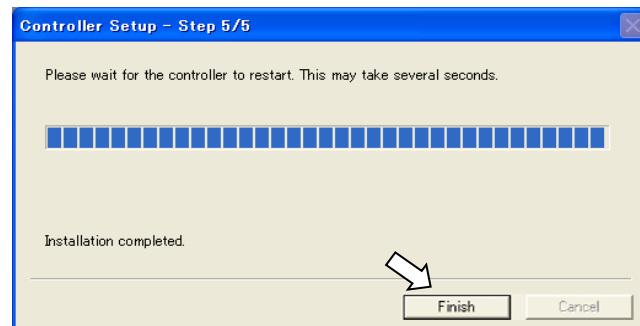 Controller Setup - Step 5/5
Please wait for the controller to restart. This may take several seconds.
Installation completed.
Finish
Cancel